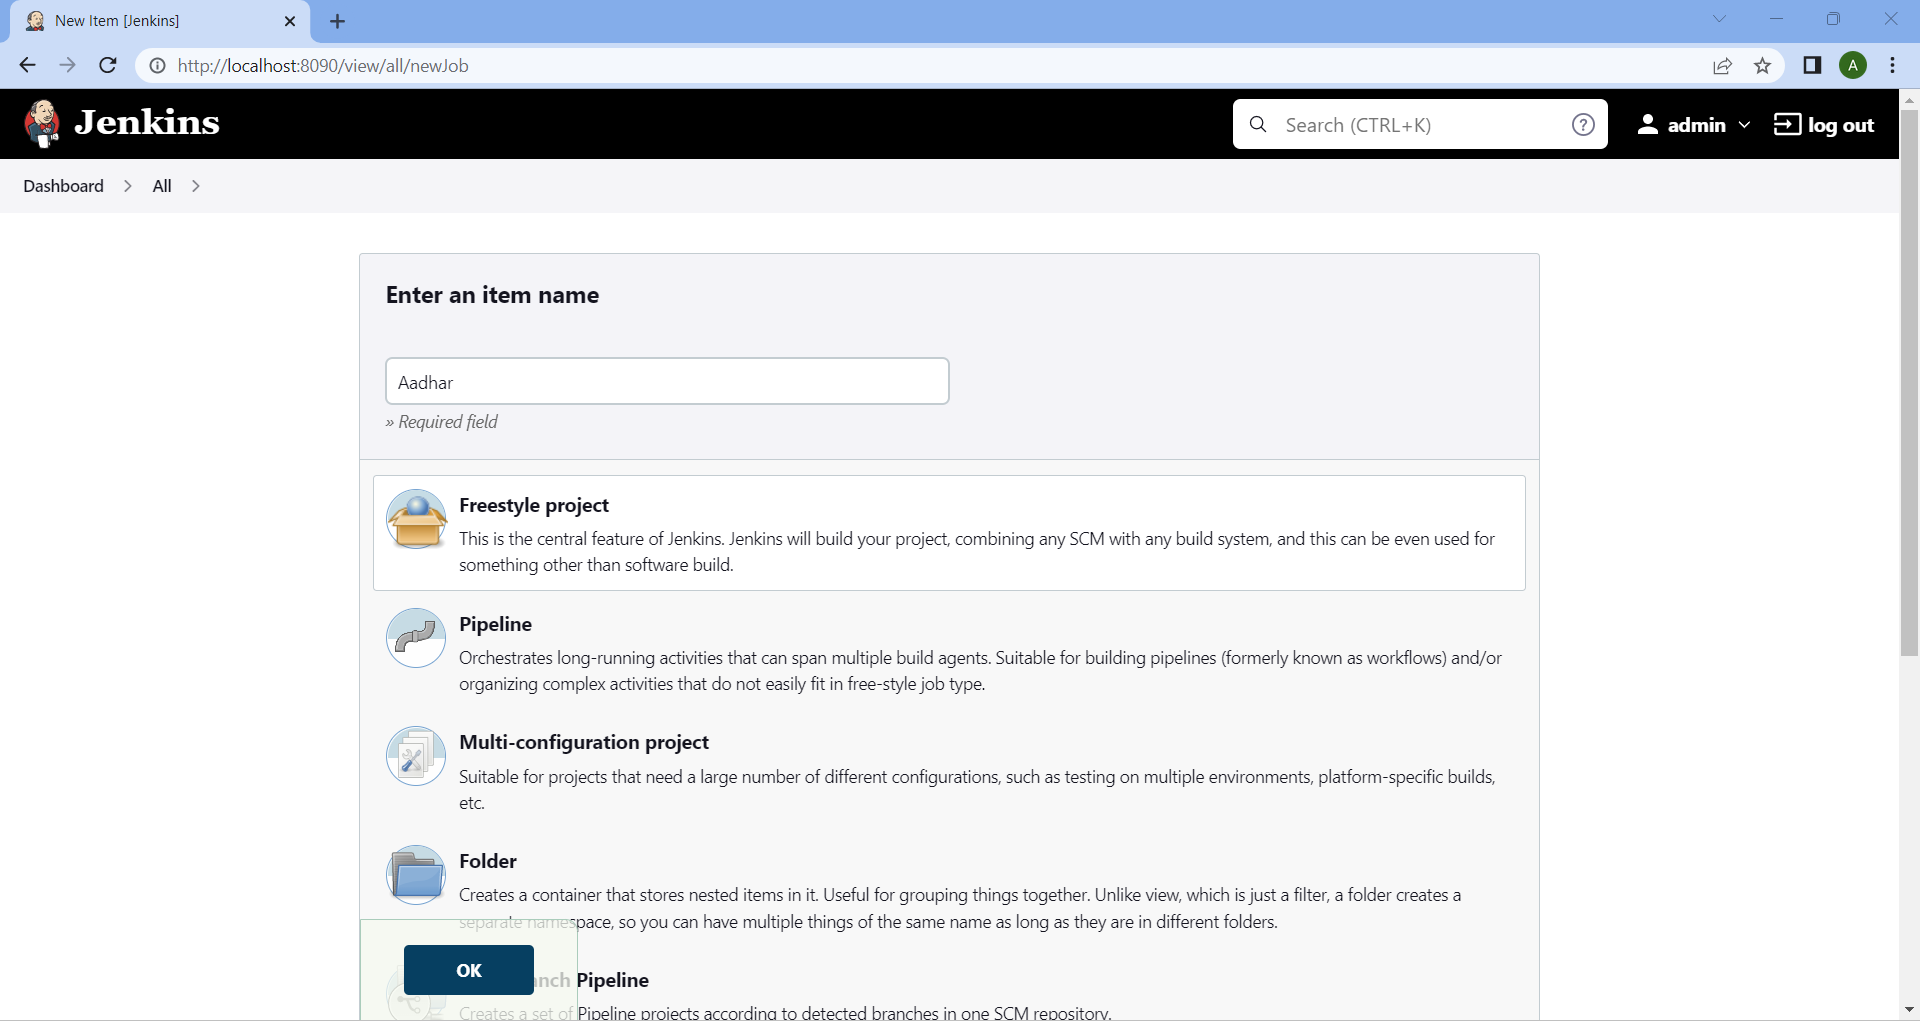 New Item [Jenkins]
http://localhost:8090/view/all/newJob
A
Jenkins
Search (CTRL+K)
?
admin
log out
Dashboard
All
Enter an item name
Aadhar
» Required field
Freestyle project
This is the central feature of Jenkins. Jenkins will build your project, combining any SCM with any build system, and this can be even used for
something other than software build.
Pipeline
Orchestrates long-running activities that can span multiple build agents. Suitable for building pipelines (formerly known as workflows) and/or
organizing complex activities that do not easily fit in free-style job type.
Multi-configuration project
Suitable for projects that need a large number of different configurations, such as testing on multiple environments, platform-specific builds,
etc.
Folder
Creates a container that stores nested items in it. Useful for grouping things together. Unlike view, which is just a filter, a folder creates a
separate namespace, so you can have multiple things of the same name as long as they are in different folders.
OK
nch Pipeline
Creates a set of Pipeline projects according to detected branches in one SCM repository.